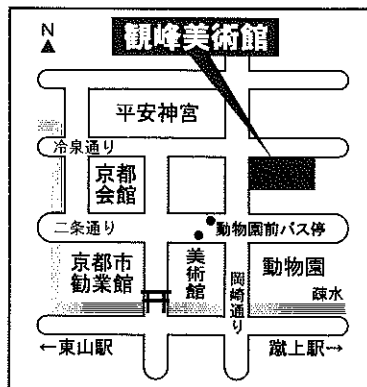 N
観峰美術館
平安神宮
冷泉通り
京都
会館
二条通り
動物園前バス停
京都市
勧業館
美術館
岡崎通り
動物園
疎水
←東山駅
蹴上駅→